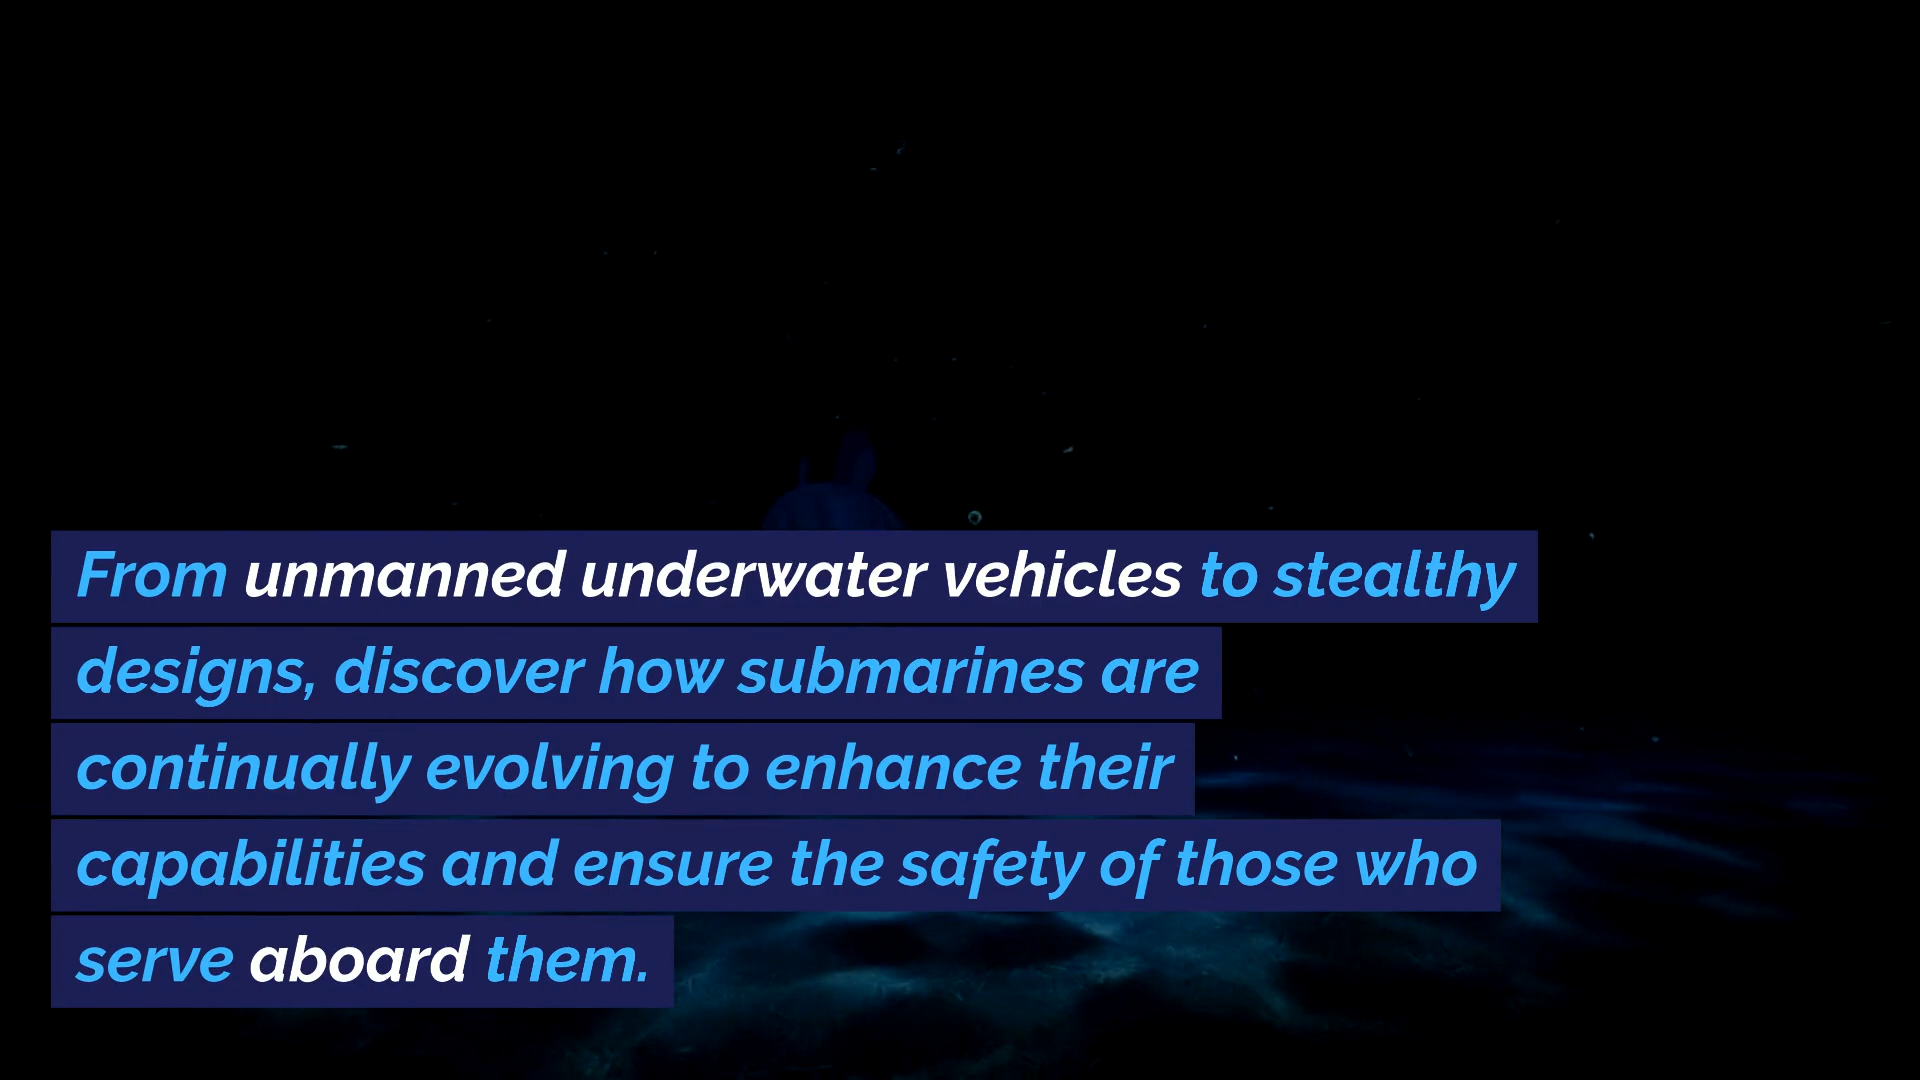 From unmanned underwater vehicles to stealthy
designs, discover how submarines are
continually evolving to enhance their
capabilities and ensure the safety of those who
serve aboard them.